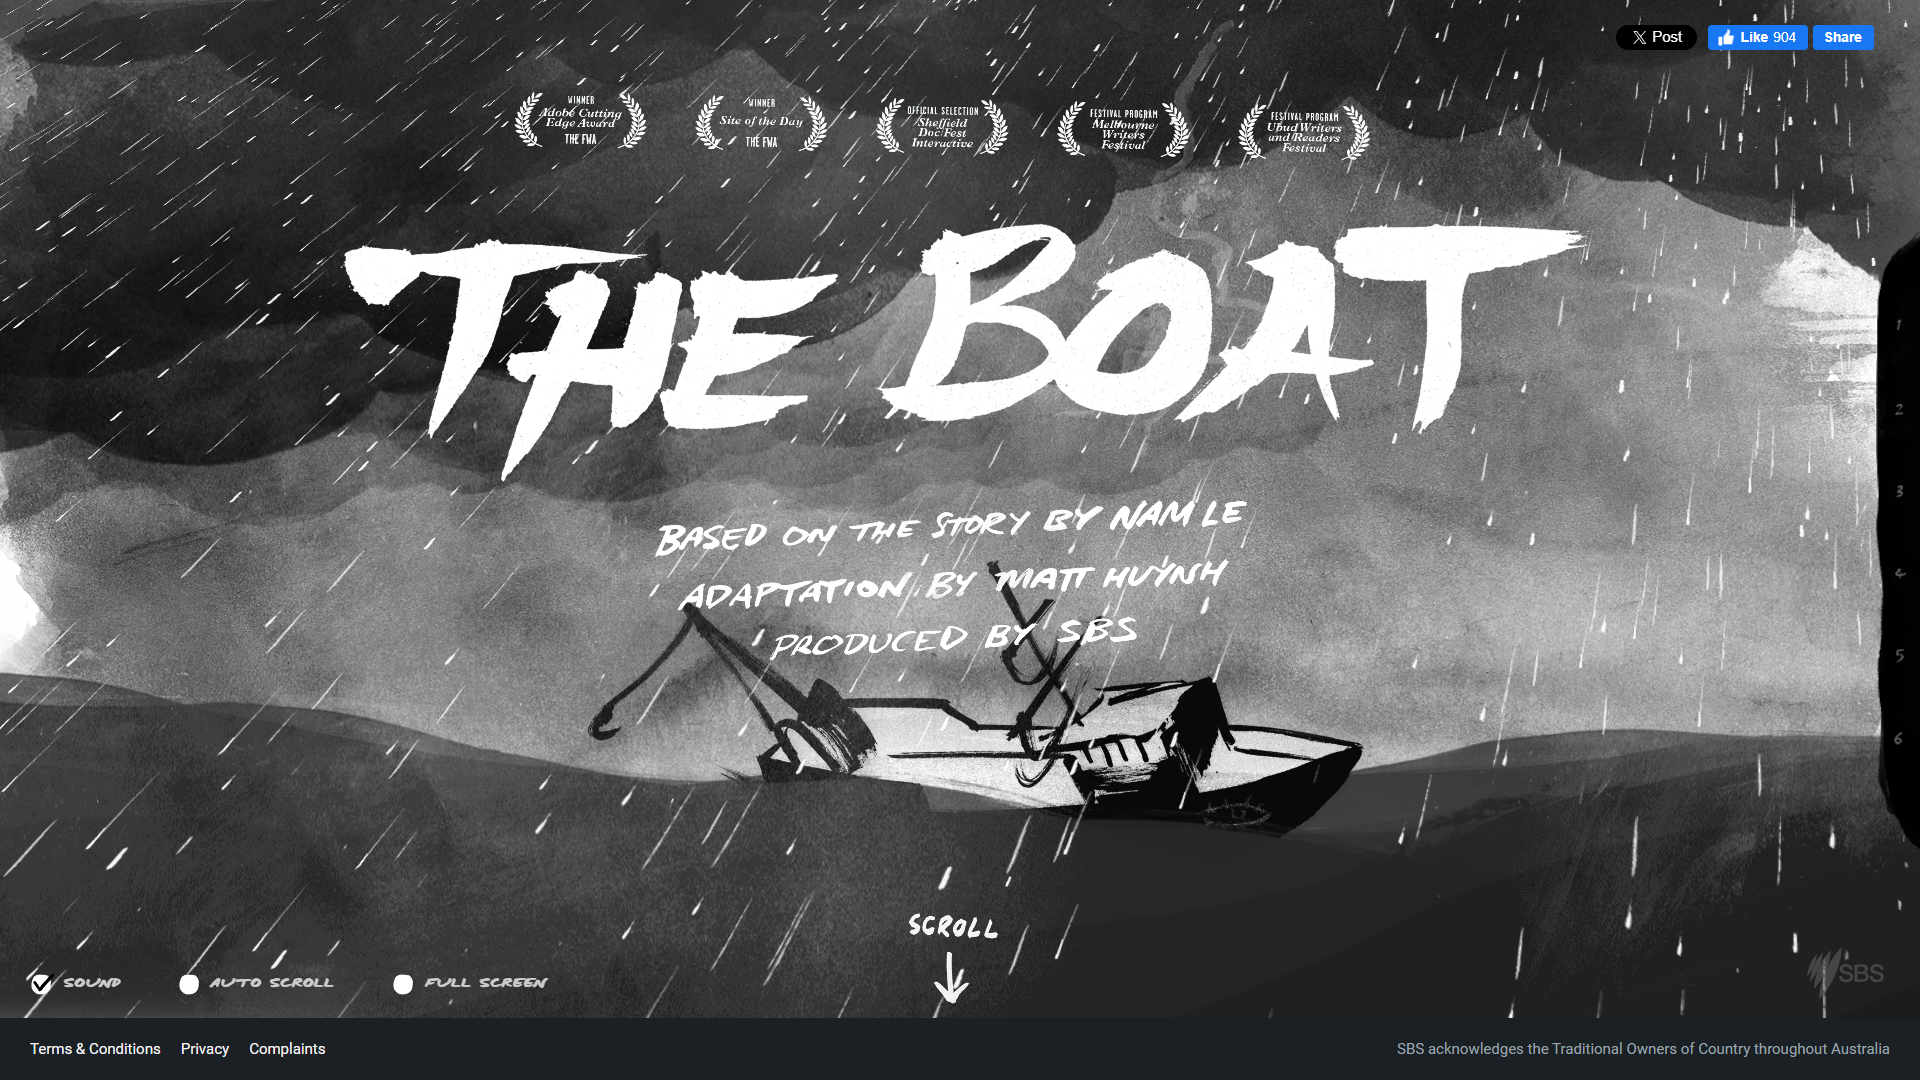 Post
Like 904
Share
WINNER
Adobe Cutting
Edge Award
THE FWA
WINNER
Site of the Day
THE FWA
OFFICIAL SELECTION
Sheffield
Doc/Fest
Interactive
FESTIVAL PROGRAM
Melbourne
Writers
Festival
FESTIVAL PROGRAM
Ubud Writers
and Readers
Festival
THE BOAT
1
2
3
4
5
6
BASED ON THE STORY BY NAM LE
ADAPTATION BY MATT HUYNH
PRODUCED BY SBS
SCROLL
SOUND
AUTO SCROLL
FULL SCREEN
SBS
Terms & Conditions
Privacy
Complaints
SBS acknowledges the Traditional Owners of Country throughout Australia